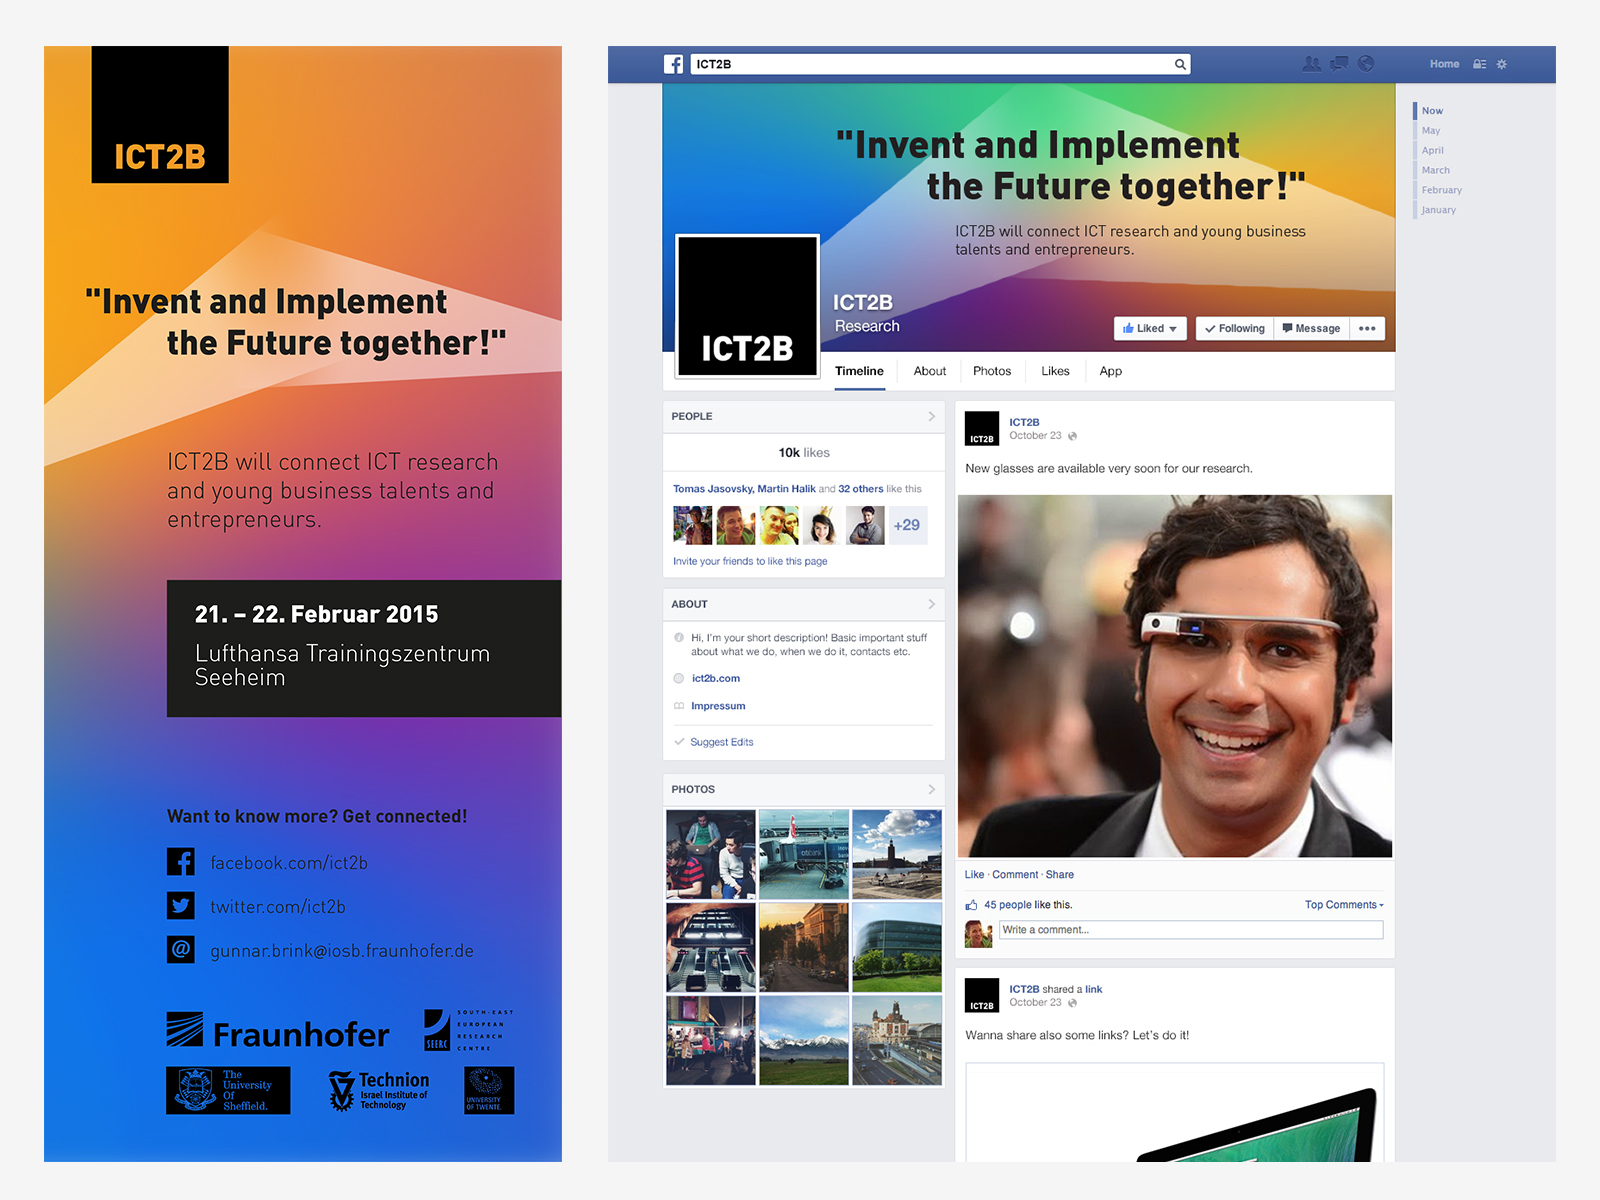 ICT2B
"Invent and Implement
the Future together!"
ICT2B will connect ICT research
and young business talents and
entrepreneurs.
21. – 22. Februar 2015
Lufthansa Trainingszentrum
Seeheim
Want to know more? Get connected!
facebook.com/ict2b
twitter.com/ict2b
@ gunnar.brink@iosb.fraunhofer.de
Fraunhofer
SEERC
SOUTH-EAST
EUROPEAN
RESEARCH
CENTRE
The
University
Of
Sheffield.
Technion
Israel Institute of
Technology
UNIVERSITY
OF TWENTE.
f ICT2B
Home
Now
May
April
March
February
January
"Invent and Implement
the Future together!"
ICT2B will connect ICT research and young business
talents and entrepreneurs.
ICT2B
ICT2B
Research
Liked
Following
Message
Timeline About Photos Likes App
PEOPLE
10k likes
Tomas Jasovsky, Martin Halik and 32 others like this
+29
Invite your friends to like this page
ABOUT
Hi, I'm your short description! Basic important stuff
about what we do, when we do it, contacts etc.
ict2b.com
Impressum
Suggest Edits
PHOTOS
otibank
ICT2B
ICT2B
October 23
New glasses are available very soon for our research.
Like · Comment · Share
45 people like this.
Top Comments
Write a comment...
ICT2B
ICT2B shared a link
October 23
Wanna share also some links? Let's do it!